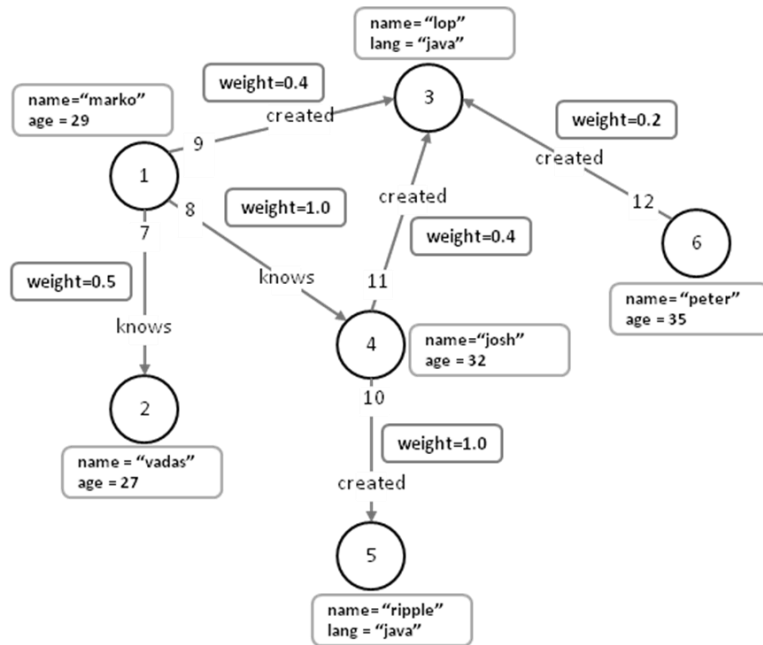 name="lop"
lang = "java"
weight=0.4
3
name="marko"
age = 29
created
9
weight=0.2
created
1
8
weight=1.0
created
12
7
weight=0.4
6
weight=0.5
knows
11
name="peter"
age = 35
knows
4
name="josh"
age = 32
10
2
weight=1.0
name = "vadas"
age = 27
created
5
name="ripple"
lang = "java"